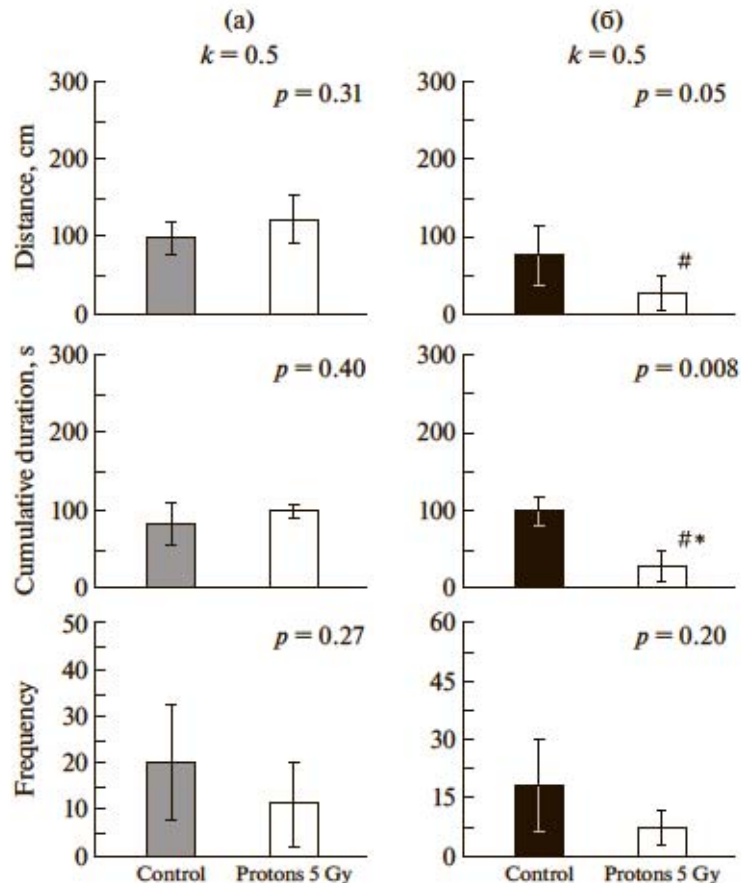 (а)
k = 0.5
300
200
100
0
Distance, cm
p = 0.31
(б)
k = 0.5
300
200
100
0
p = 0.05
#
300
200
100
0
Cumulative duration, s
p = 0.40
300
200
100
0
p = 0.008
#*
50
40
30
20
10
0
Frequency
p = 0.27
Control Protons 5 Gy
60
45
30
15
0
p = 0.20
Control Protons 5 Gy